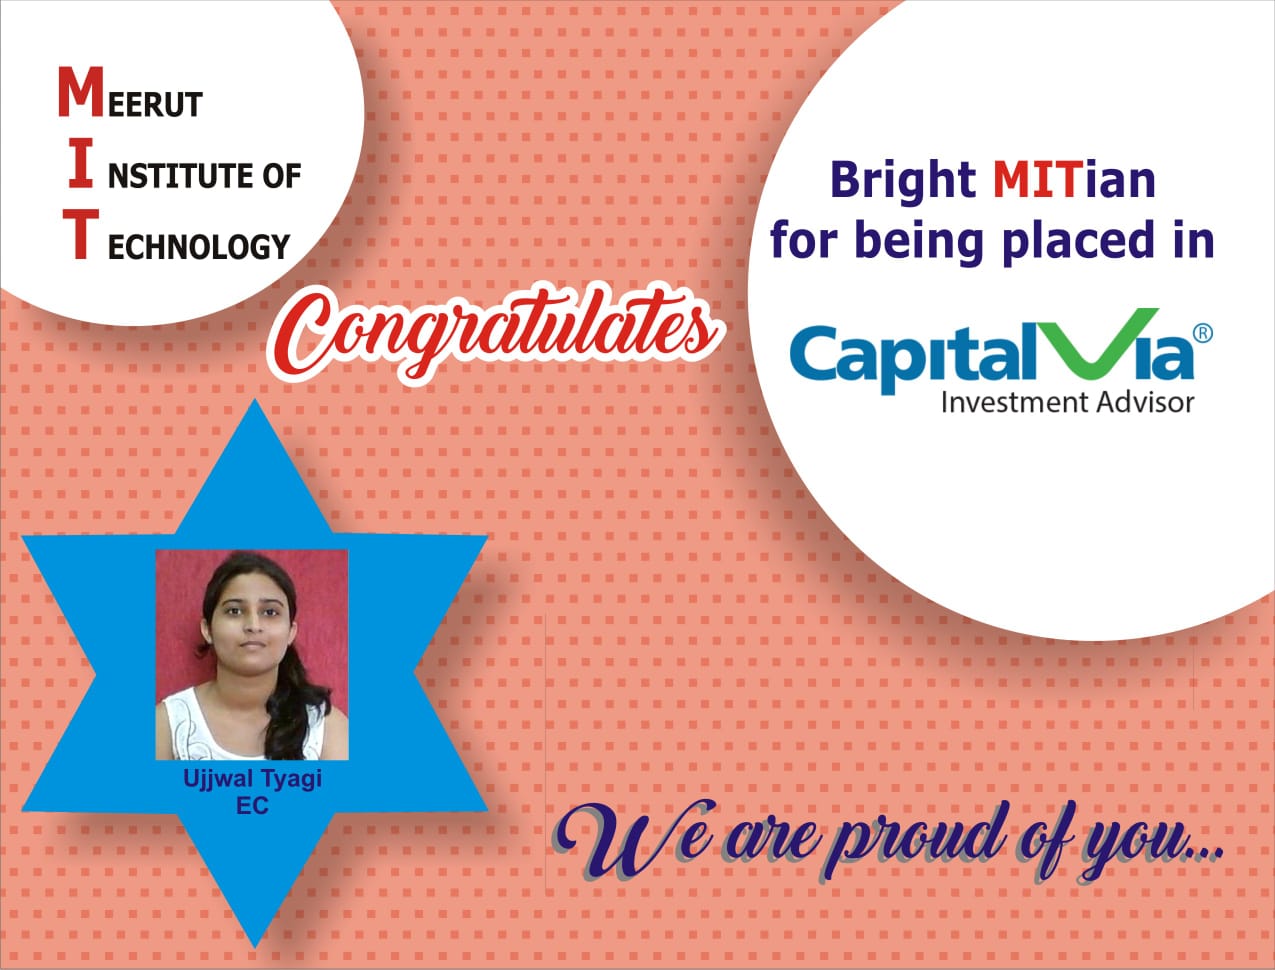 MEERUT
INSTITUTE OF
TECHNOLOGY
Congratulates
Bright MITian
for being placed in
CapitalVia®
Investment Advisor
Ujjwal Tyagi
EC
We are proud of you...